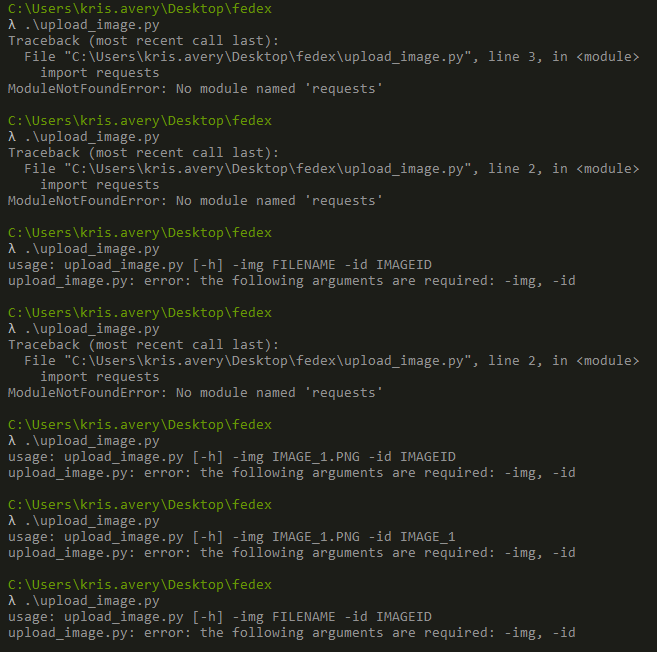 C:\Users\kris.avery\Desktop\fedex
λ .\upload_image.py
Traceback (most recent call last):
  File "C:\Users\kris.avery\Desktop\fedex\upload_image.py", line 3, in <module>
    import requests
ModuleNotFoundError: No module named 'requests'

C:\Users\kris.avery\Desktop\fedex
λ .\upload_image.py
Traceback (most recent call last):
  File "C:\Users\kris.avery\Desktop\fedex\upload_image.py", line 2, in <module>
    import requests
ModuleNotFoundError: No module named 'requests'

C:\Users\kris.avery\Desktop\fedex
λ .\upload_image.py
usage: upload_image.py [-h] -img FILENAME -id IMAGEID
upload_image.py: error: the following arguments are required: -img, -id

C:\Users\kris.avery\Desktop\fedex
λ .\upload_image.py
Traceback (most recent call last):
  File "C:\Users\kris.avery\Desktop\fedex\upload_image.py", line 2, in <module>
    import requests
ModuleNotFoundError: No module named 'requests'

C:\Users\kris.avery\Desktop\fedex
λ .\upload_image.py
usage: upload_image.py [-h] -img IMAGE_1.PNG -id IMAGEID
upload_image.py: error: the following arguments are required: -img, -id

C:\Users\kris.avery\Desktop\fedex
λ .\upload_image.py
usage: upload_image.py [-h] -img IMAGE_1.PNG -id IMAGE_1
upload_image.py: error: the following arguments are required: -img, -id

C:\Users\kris.avery\Desktop\fedex
λ .\upload_image.py
usage: upload_image.py [-h] -img FILENAME -id IMAGEID
upload_image.py: error: the following arguments are required: -img, -id